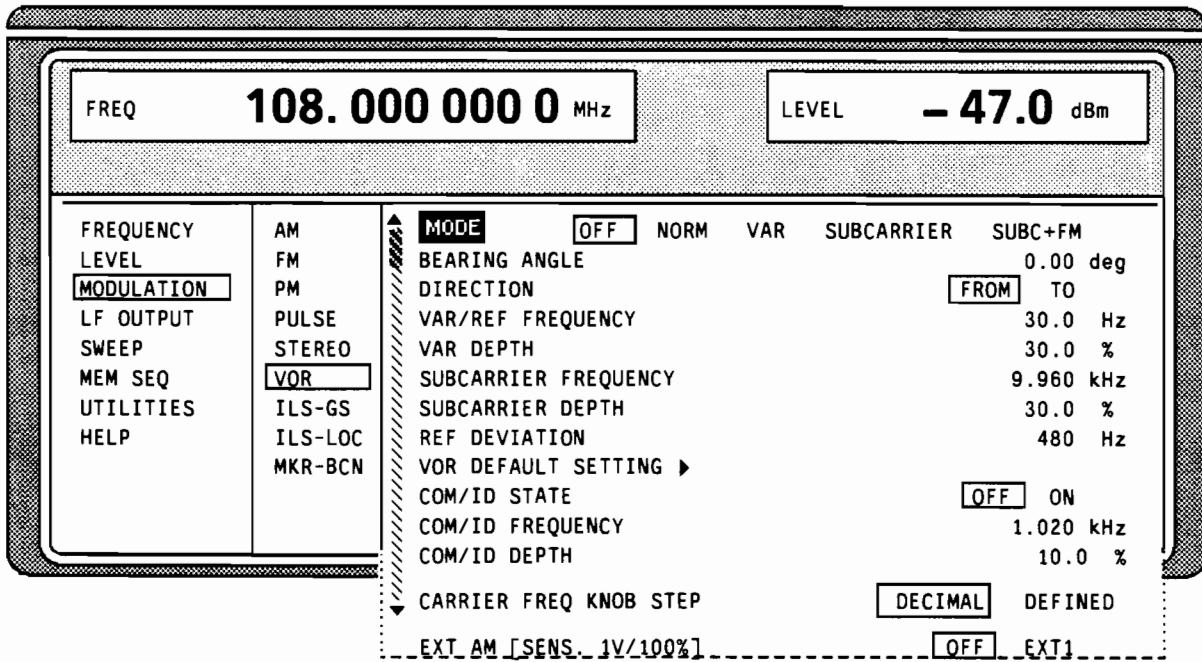 FREQ 108. 000 000 0 MHz
LEVEL – 47.0 dBm
FREQUENCY
LEVEL
MODULATION
LF OUTPUT
SWEEP
MEM SEQ
UTILITIES
HELP
AM
FM
PM
PULSE
STEREO
VOR
ILS-GS
ILS-LOC
MKR-BCN
MODE OFF NORM VAR SUBCARRIER SUBC+FM
BEARING ANGLE 0.00 deg
DIRECTION FROM TO
VAR/REF FREQUENCY 30.0 Hz
VAR DEPTH 30.0 %
SUBCARRIER FREQUENCY 9.960 kHz
SUBCARRIER DEPTH 30.0 %
REF DEVIATION 480 Hz
VOR DEFAULT SETTING ▶
COM/ID STATE OFF ON
COM/ID FREQUENCY 1.020 kHz
COM/ID DEPTH 10.0 %
CARRIER FREQ KNOB STEP DECIMAL DEFINED
EXT AM [SENS. 1V/100%] OFF EXT1